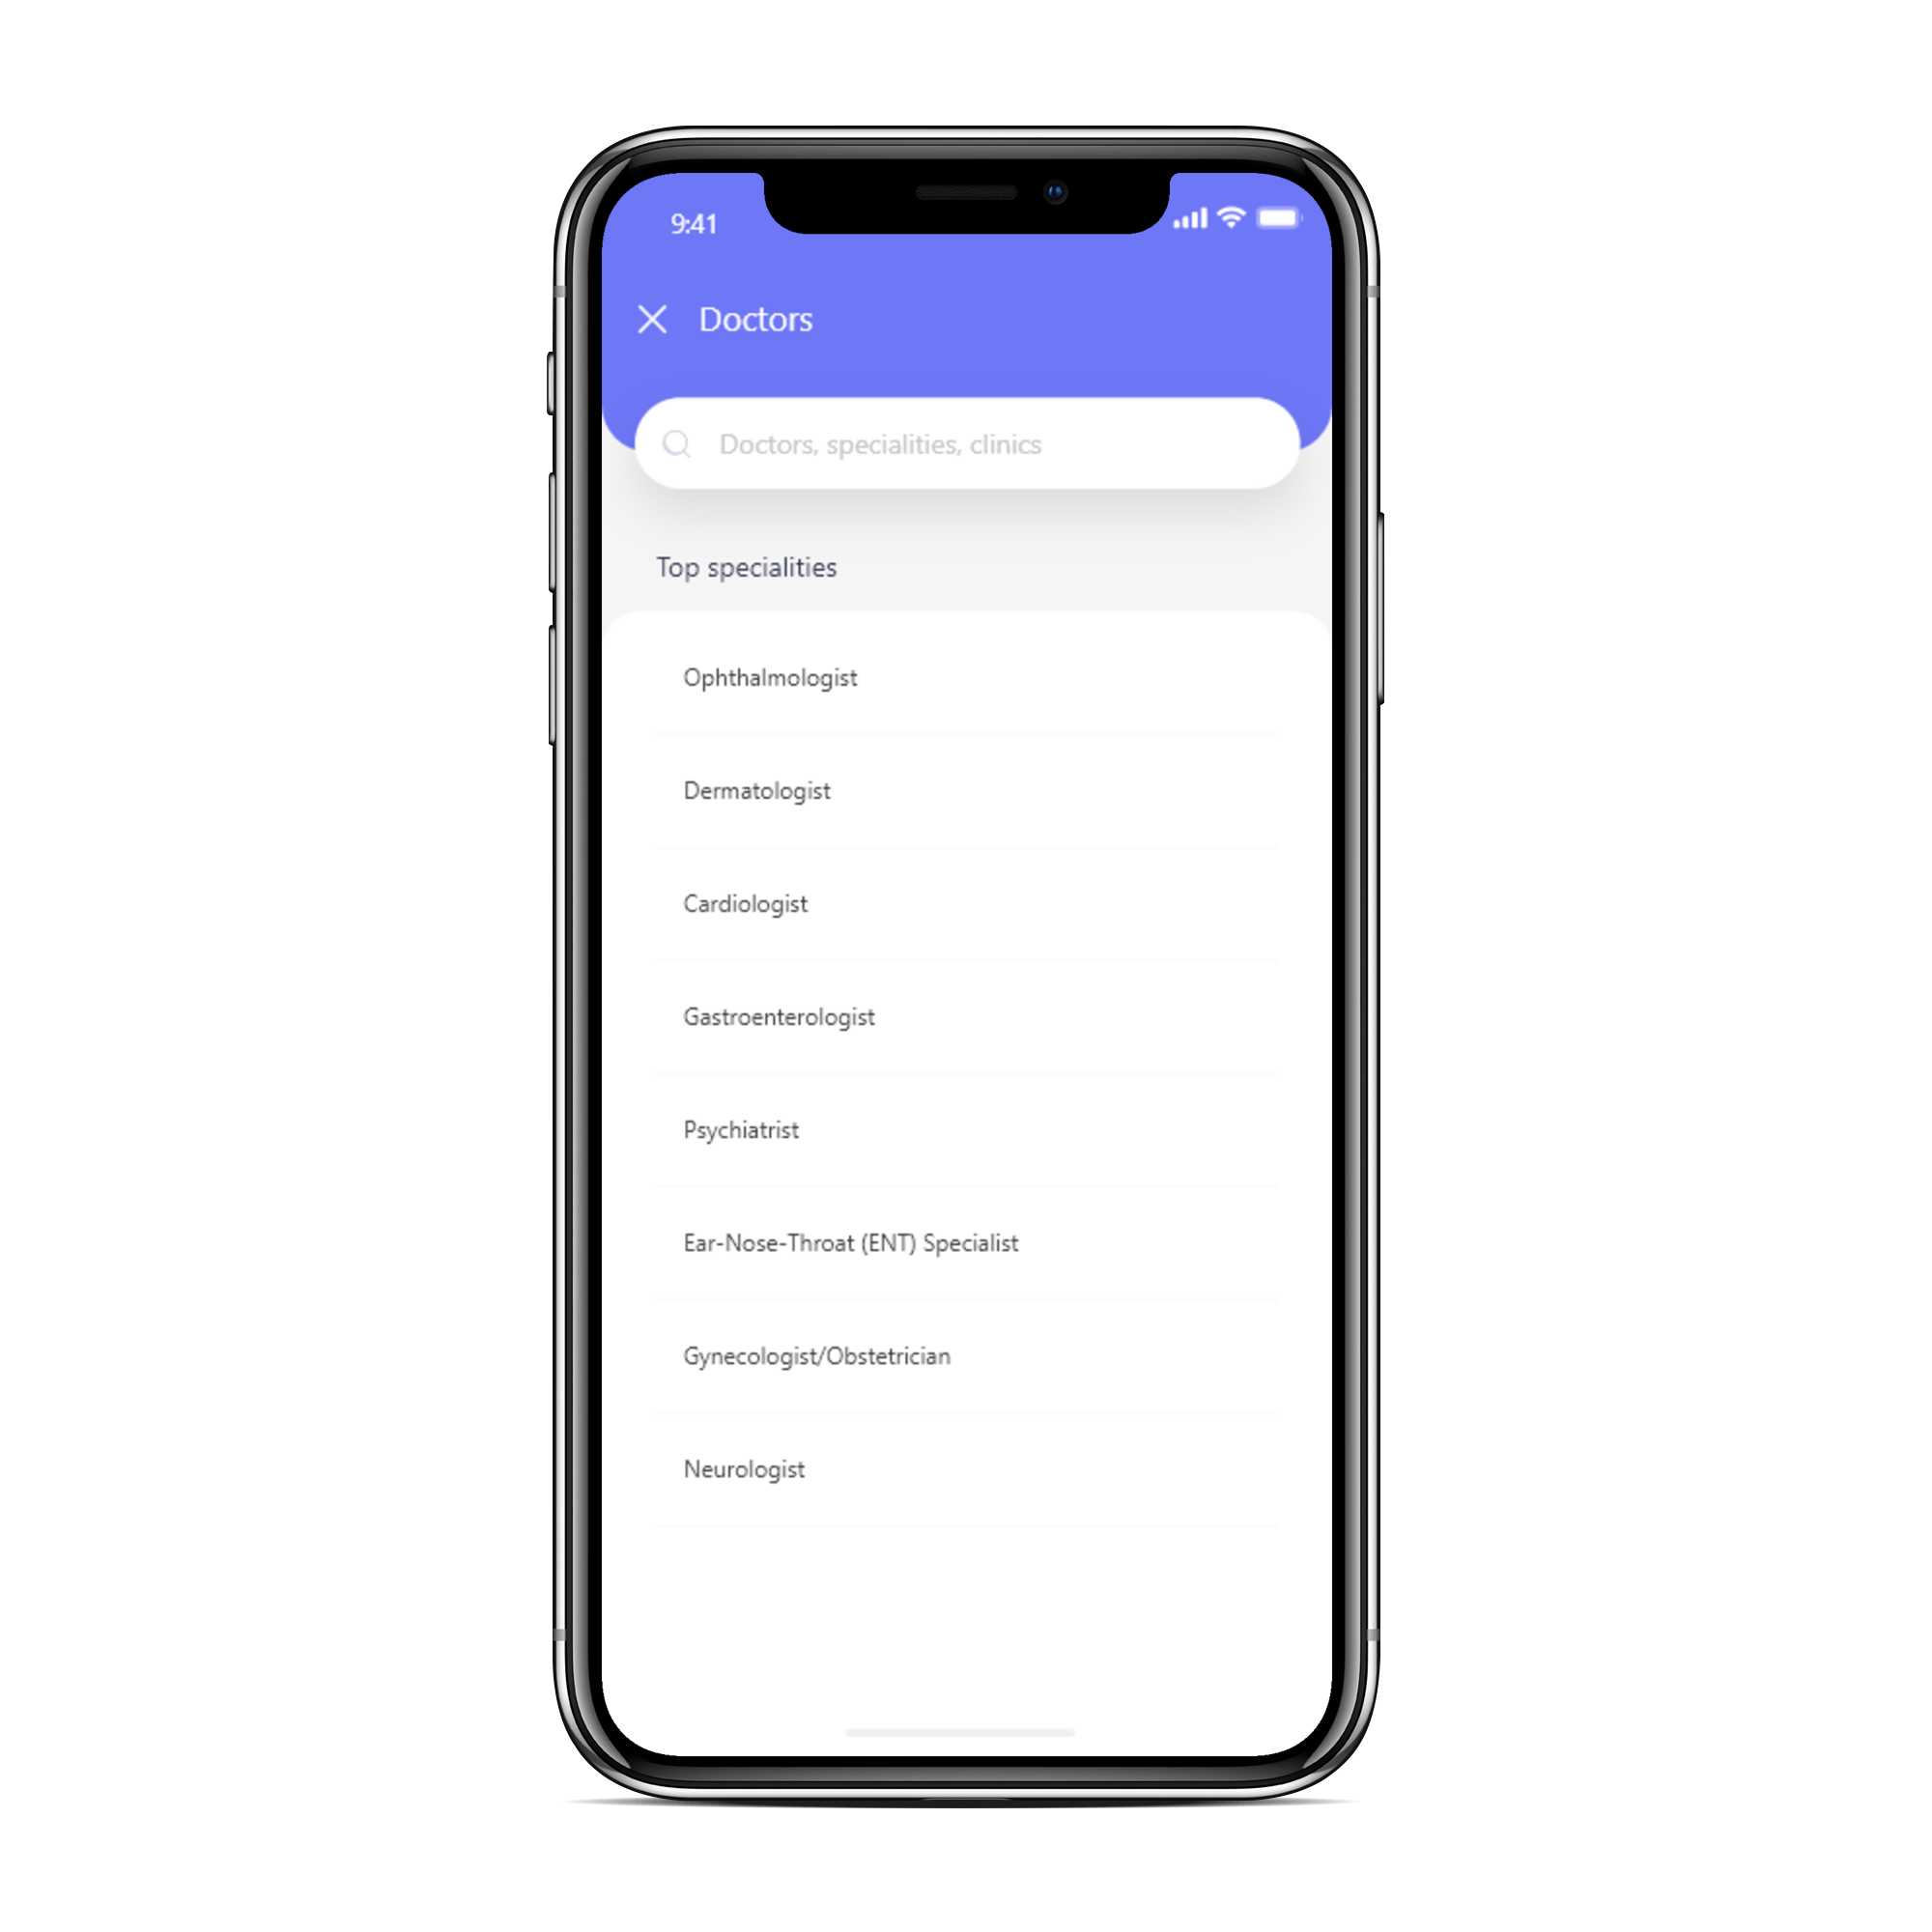 9:41
Doctors
Doctors, specialities, clinics
Top specialities
Ophthalmologist
Dermatologist
Cardiologist
Gastroenterologist
Psychiatrist
Ear-Nose-Throat (ENT) Specialist
Gynecologist/Obstetrician
Neurologist